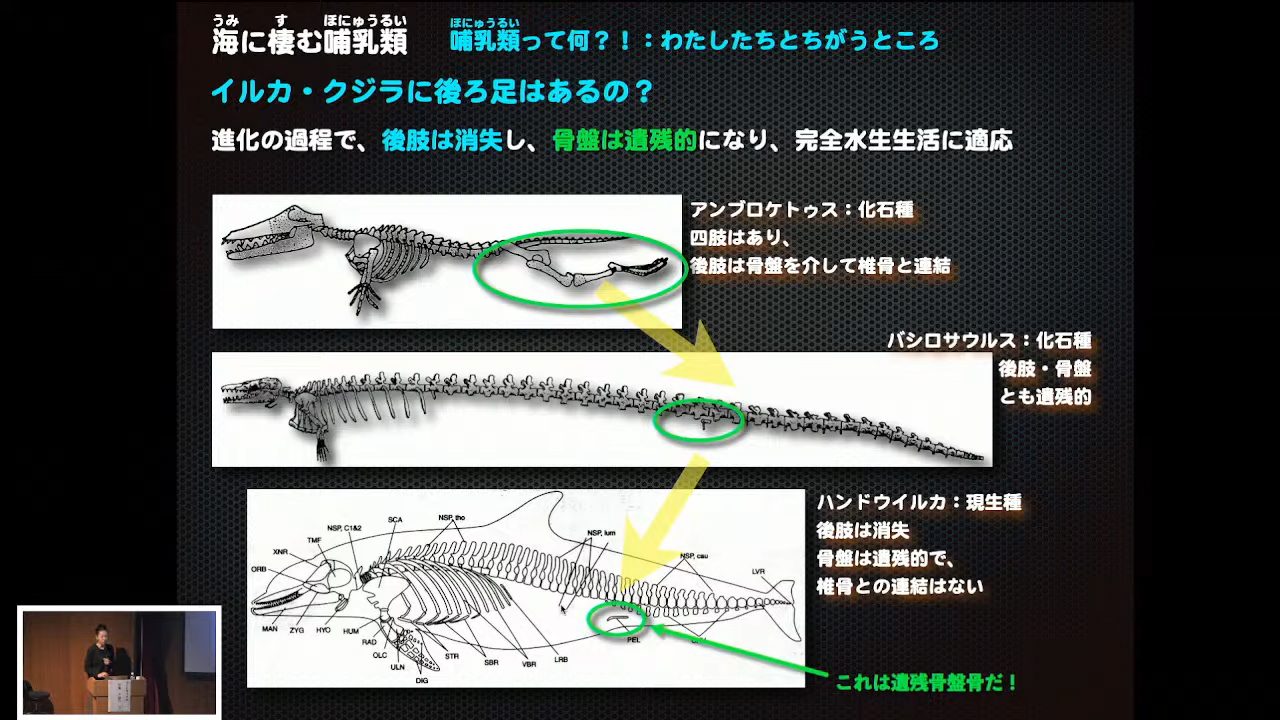 うみ す ほにゅうるい
海に棲む哺乳類
ほにゅうるい
哺乳類って何？！：わたしたちとちがうところ
イルカ・クジラに後ろ足はあるの？
進化の過程で、後肢は消失し、骨盤は遺残的になり、完全水生生活に適応
アンブロケトゥス：化石種
四肢はあり、
後肢は骨盤を介して椎骨と連結
バシロサウルス：化石種
後肢・骨盤
とも遺残的
ハンドウイルカ：現生種
後肢は消失
骨盤は遺残的で、
椎骨との連結はない
SCA
NSP, tho
NSP, C1&2
TMF
XNR
ORB
NSP, lum
NSP, cau
LVR
MAN
ZYG
HYO
HUM
RAD
OLC
ULN
DIG
STR
SBR
VBR
LRB
PEL
これは遺残骨盤骨だ！